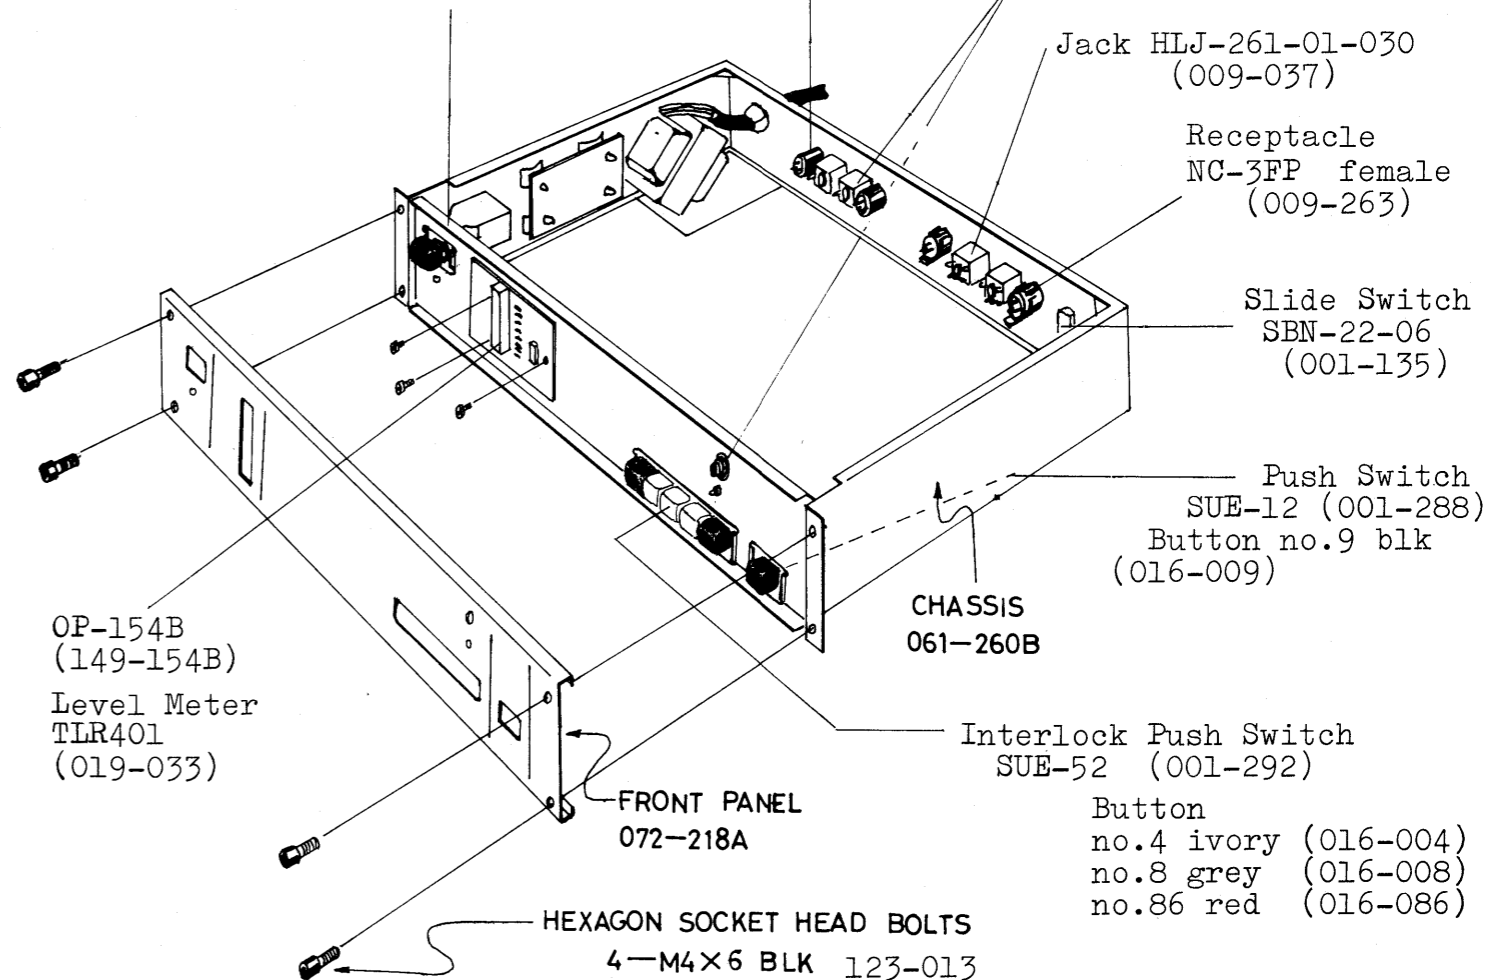 Jack HLJ-261-01-030
(009-037)
Receptacle
NC-3FP female
(009-263)
Slide Switch
SBN-22-06
(001-135)
Push Switch
SUE-12 (001-288)
Button no.9 blk
(016-009)
CHASSIS
061-260B
OP-154B
(149-154B)
Level Meter
TLR401
(019-033)
Interlock Push Switch
SUE-52 (001-292)
Button
no.4 ivory (016-004)
no.8 grey (016-008)
no.86 red (016-086)
FRONT PANEL
072-218A
HEXAGON SOCKET HEAD BOLTS
4-M4×6 BLK 123-013